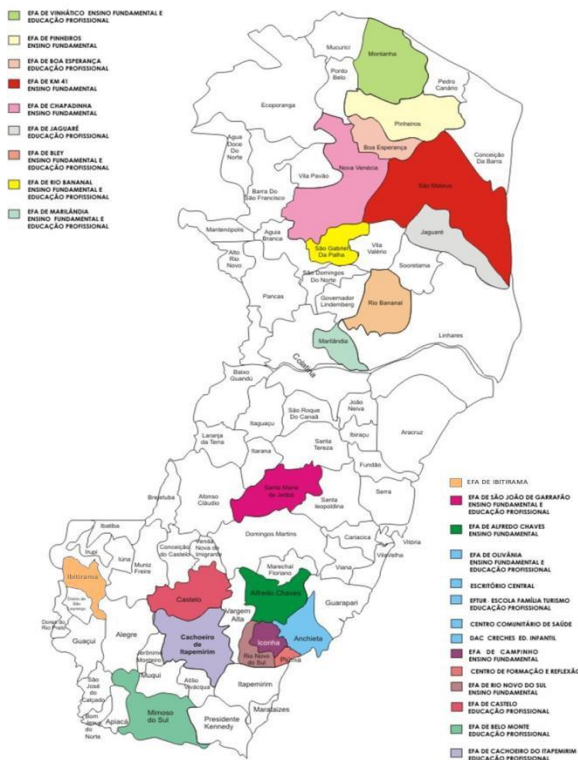 EFA DE VINHÁTICO ENSINO FUNDAMENTAL E
EDUCAÇÃO PROFISSIONAL
EFA DE PINHEIROS
ENSINO FUNDAMENTAL
EFA DE BOA ESPERANÇA
EDUCAÇÃO PROFISSIONAL
EFA DE KM 41
ENSINO FUNDAMENTAL
EFA DE CHAPADINHA
ENSINO FUNDAMENTAL E
EDUCAÇÃO PROFISSIONAL
EFA DE JAGUARÉ
EDUCAÇÃO PROFISSIONAL
EFA DE BLEY
ENSINO FUNDAMENTAL E
EDUCAÇÃO PROFISSIONAL
EFA DE RIO BANANAL
ENSINO FUNDAMENTAL E
EDUCAÇÃO PROFISSIONAL
EFA DE MARILÂNDIA
ENSINO FUNDAMENTAL E
EDUCAÇÃO PROFISSIONAL
Mucurici
Montanha
Ponto
Belo
Pedro
Canário
Ecoporanga
Pinheiros
Agua
Doce Do
Norte
Boa Esperança
Conceição
Da Barra
Vila Pavão
Nova Venécia
São Mateus
Barra Do
São Francisco
Mantenópolis
Aguia
Branca
Jaguaré
Alto
Rio
Novo
São Gabriel
Da Palha
Vila
Valério
Sooretama
São Domingos
Do Norte
Pancas
Governador
Lindemberg
Rio Bananal
Marilândia
Linhares
Colatina
Baixo
Guandú
João
Neiva
São Roque
Do Canaã
Itaguaçu
Aracruz
Laranja
da Terra
Ibiraçu
Santa
Tereza
Itarana
Fundão
Santa Maria
de Jetibá
Serra
Brejetuba
Afonso
Cláudio
Santa
leopoldina
Ibatiba
Domingos Martins
Cariacica
Vitória
Vila Velha
Irupi
Iúna
Muniz
Freire
Conceição
do Castelo
Venda
Nova do
Imigrante
Marechal
Floriano
Viana
Ibitirama
Castelo
Alfredo Chaves
Guarapari
Vargem
Alta
Guaçuí
Alegre
Cachoeiro
de
Itapemirim
Iconha
Anchieta
Jerônimo
Monteiro
Rio Novo
do Sul
Piúma
Muqui
Atílio
Vivácqua
Itapemirim
São
José do
Calçado
Bom
Jesus do
Norte
Apiacá
Mimoso
do Sul
Presidente
Kennedy
Marataízes
EFA DE IBITIRAMA
EFA DE SÃO JOÃO DE GARRAFÃO
ENSINO FUNDAMENTAL E
EDUCAÇÃO PROFISSIONAL
EFA DE ALFREDO CHAVES
ENSINO FUNDAMENTAL
EFA DE OLIVÂNIA
ENSINO FUNDAMENTAL E
EDUCAÇÃO PROFISSIONAL
ESCRITÓRIO CENTRAL
EFTUR - ESCOLA FAMÍLIA TURISMO
EDUCAÇÃO PROFISSIONAL
CENTRO COMUNITÁRIO DE SAÚDE
DAC CRECHES ED. INFANTIL
EFA DE CAMPINHO
ENSINO FUNDAMENTAL
CENTRO DE FORMAÇÃO E REFLEXÃO
EFA DE RIO NOVO DO SUL
ENSINO FUNDAMENTAL
EFA DE CASTELO
EDUCAÇÃO PROFISSIONAL
EFA DE BELO MONTE
EDUCAÇÃO PROFISSIONAL
EFA DE CACHOEIRO DO ITAPEMIRIM
EDUCAÇÃO PROFISSIONAL